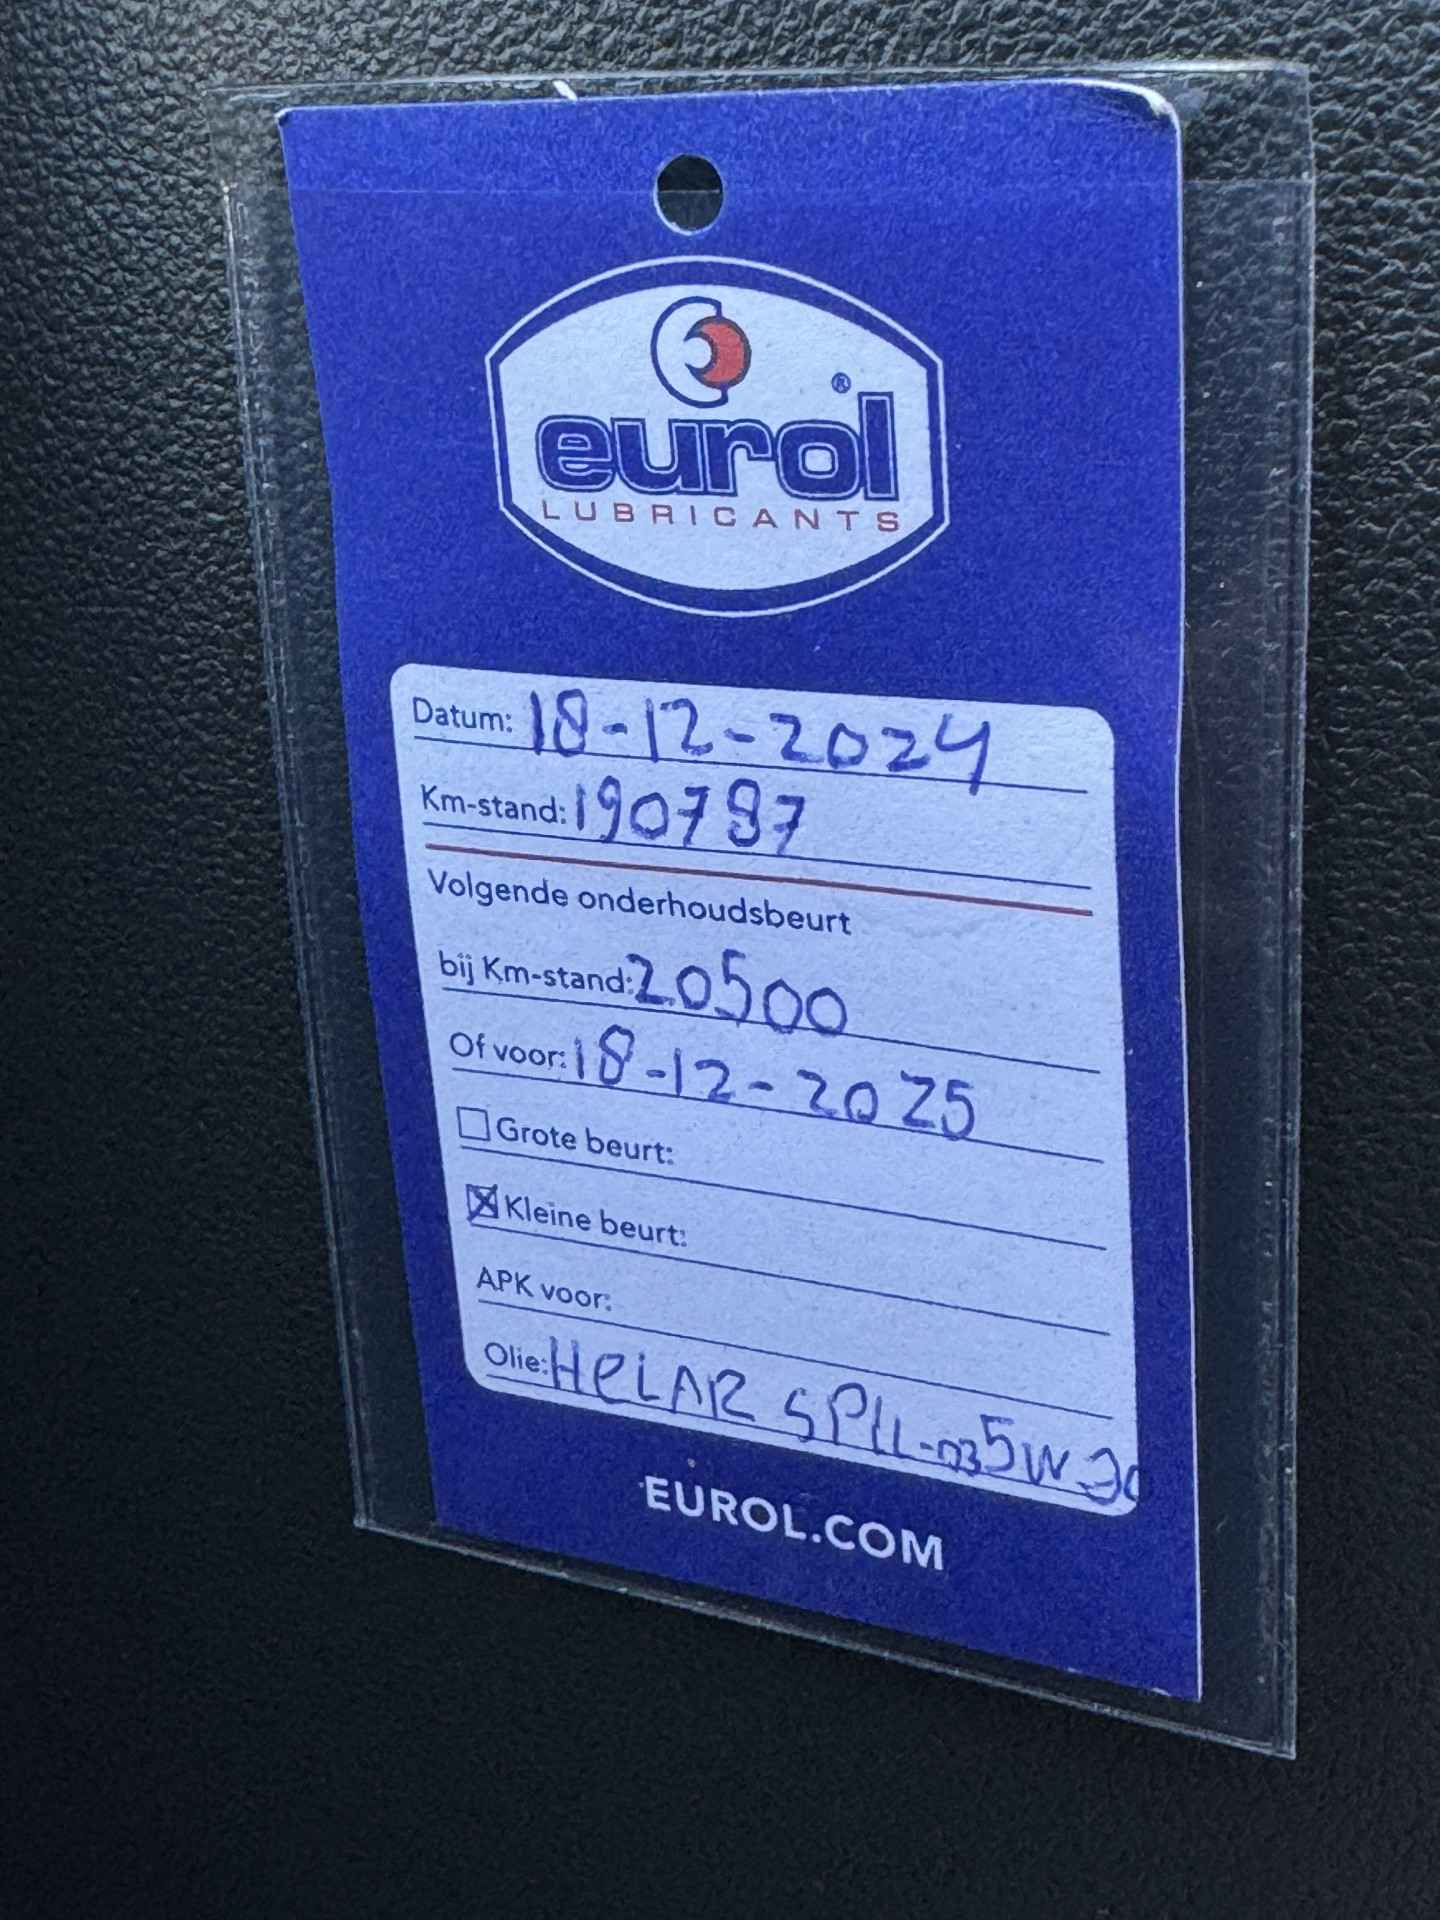 eurol®
LUBRICANTS
Datum: 18-12-2024
Km-stand: 190787
Volgende onderhoudsbeurt
bij Km-stand: 20500
Of voor: 18-12-2025
Grote beurt:
Kleine beurt:
APK voor:
Olie: HELAR SPLL-03 5W30
EUROL.COM